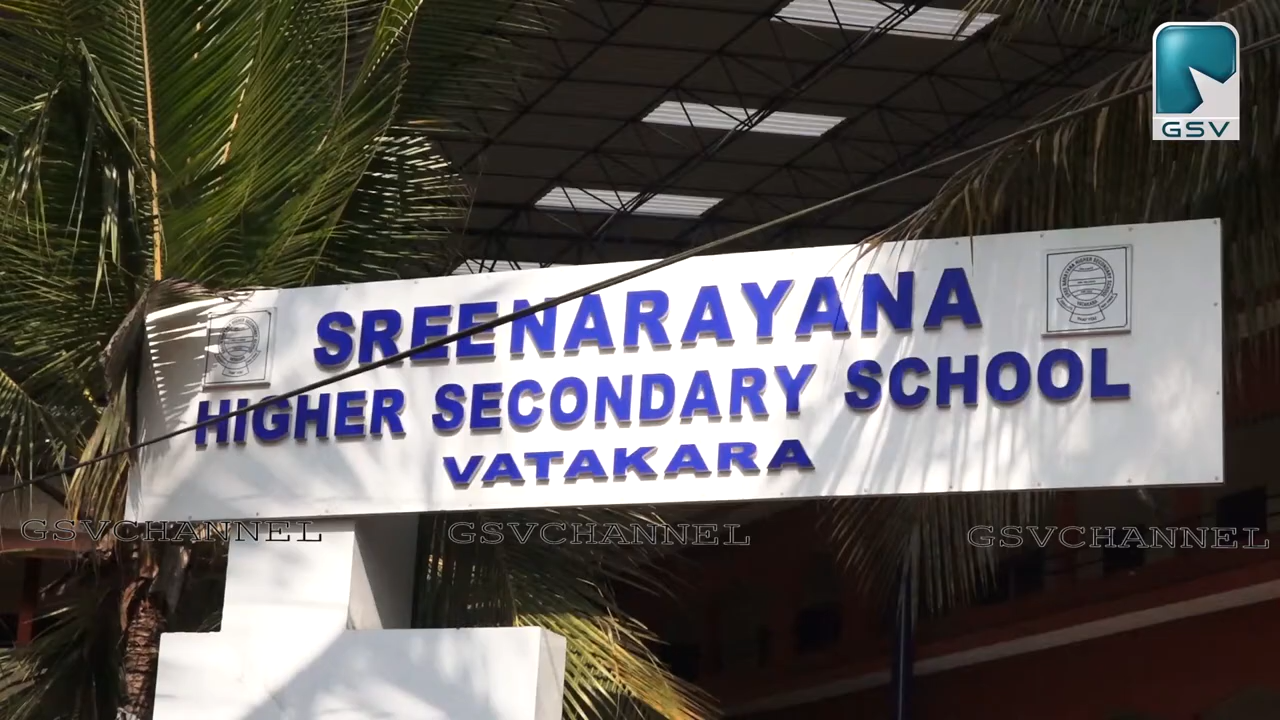 GSV
SREENARAYANA
HIGHER SECONDARY SCHOOL
VATAKARA
GSVCHANNEL GSVCHANNEL GSVCHANNEL